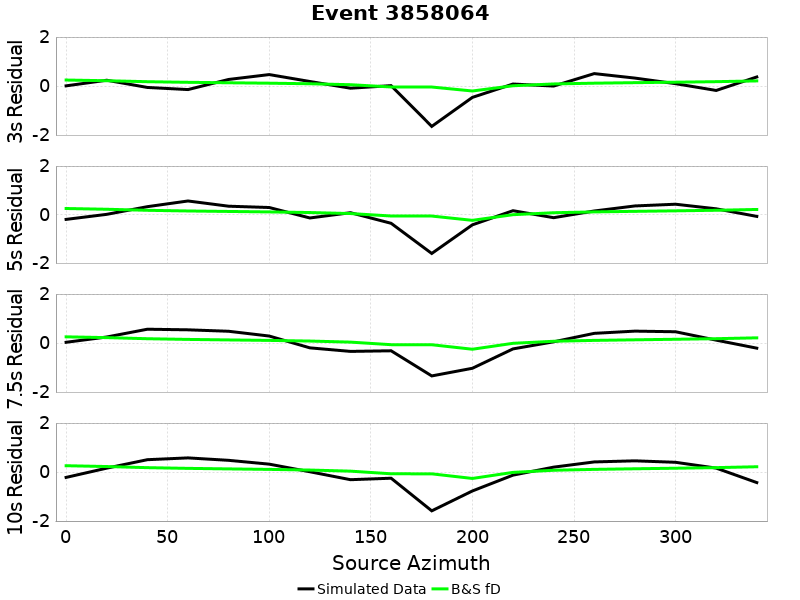 Event 3858064
3s Residual
2
0
-2
5s Residual
2
0
-2
7.5s Residual
2
0
-2
10s Residual
2
0
-2
0 50 100 150 200 250 300
Source Azimuth
Simulated Data B&S fD